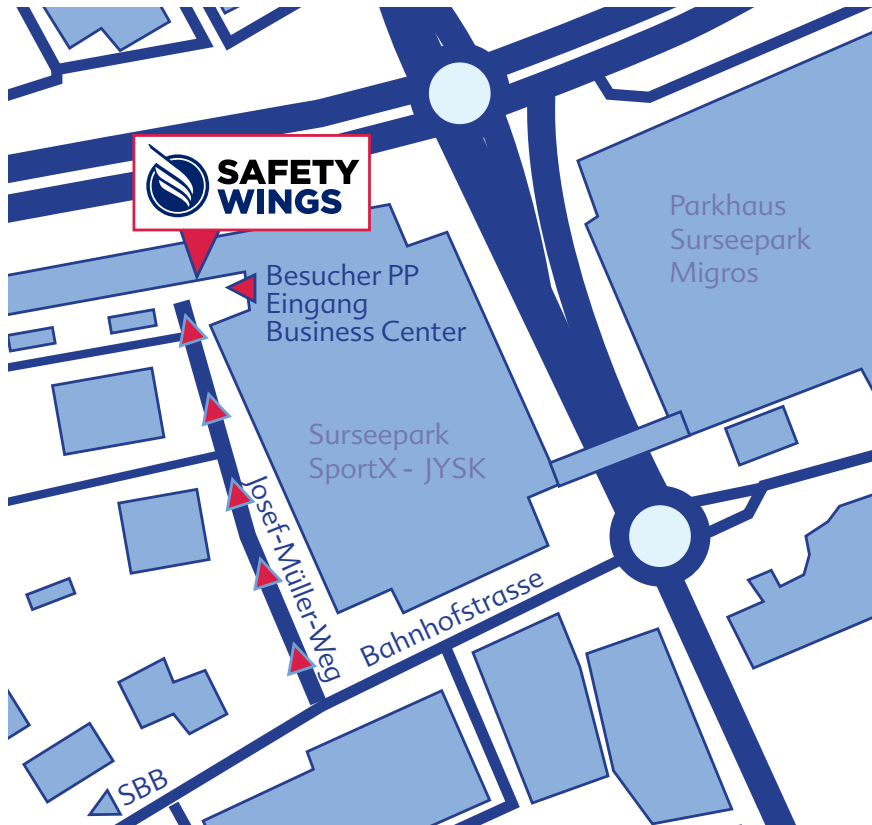 SAFETY
WINGS
Besucher PP
Eingang
Business Center
Parkhaus
Surseepark
Migros
Surseepark
SportX - JYSK
Josef-Müller-Weg
Bahnhofstrasse
SBB